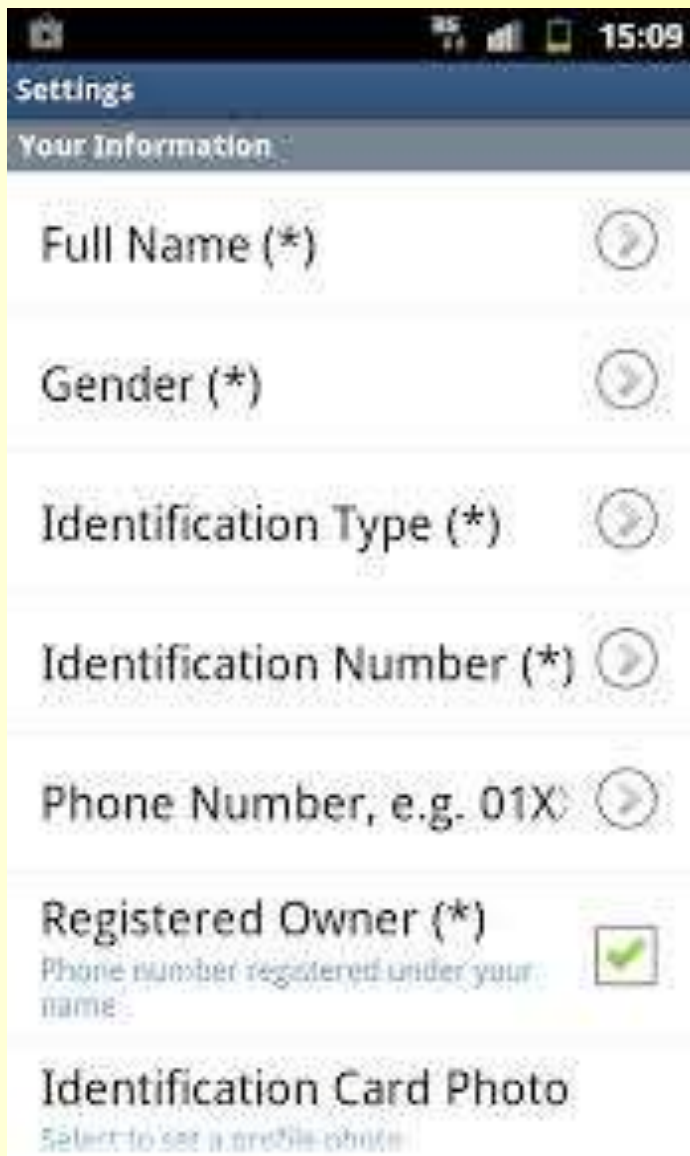 15:09
Settings
Your Information
Full Name (*)
Gender (*)
Identification Type (*)
Identification Number (*)
Phone Number, e.g. 01X
Registered Owner (*)
Phone number registered under your
name
Identification Card Photo
Select to set a profile photo